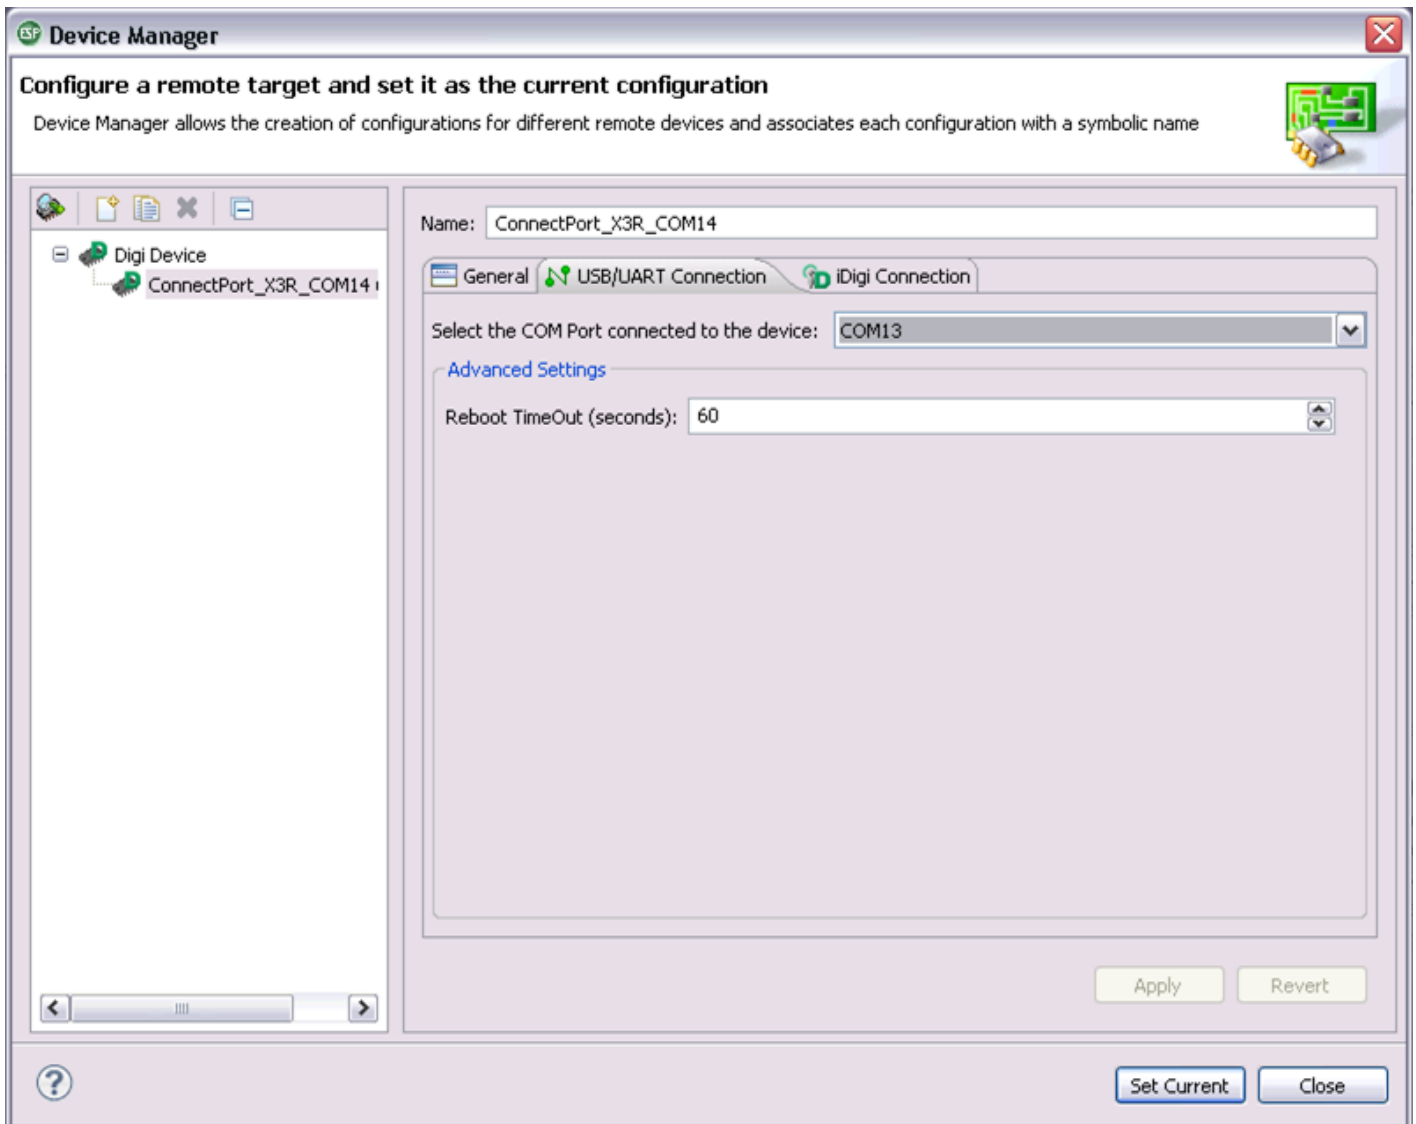 ESP Device Manager
Configure a remote target and set it as the current configuration
Device Manager allows the creation of configurations for different remote devices and associates each configuration with a symbolic name
Digi Device
ConnectPort_X3R_COM14
Name: ConnectPort_X3R_COM14
General USB/UART Connection iDigi Connection
Select the COM Port connected to the device: COM13
Advanced Settings
Reboot TimeOut (seconds): 60
Apply Revert
Set Current Close